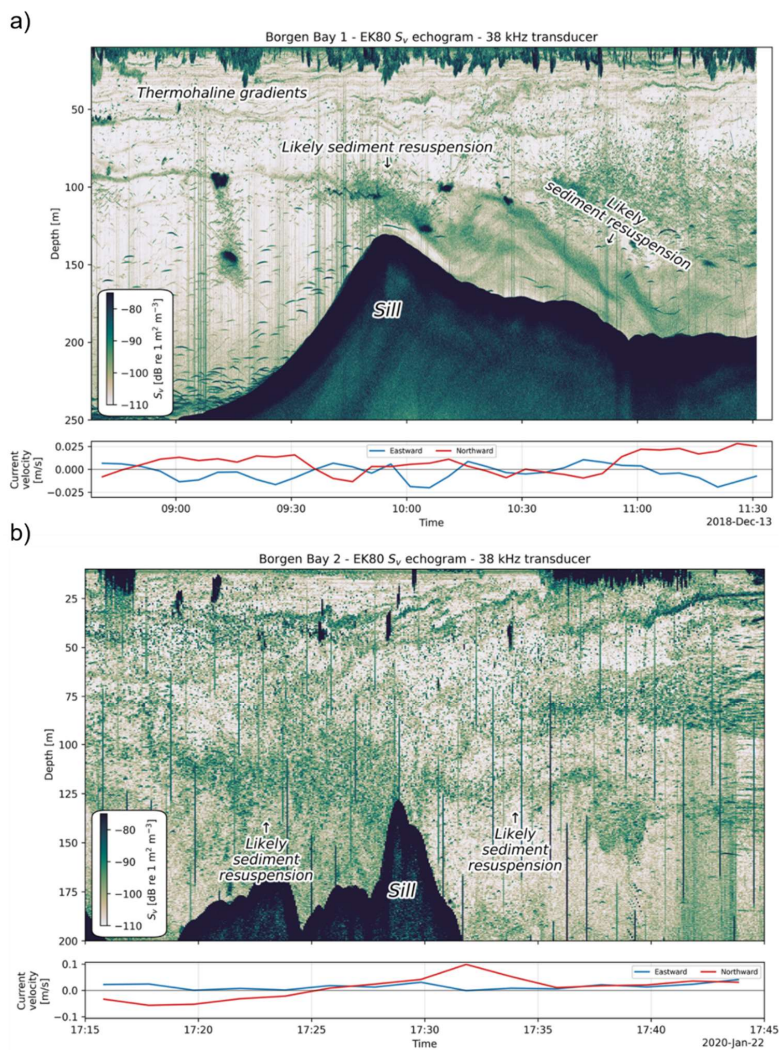 a)
Borgen Bay 1 - EK80 Sv echogram - 38 kHz transducer
Thermohaline gradients
Likely sediment resuspension
↓
Likely
sediment resuspension
↓
Sill
Depth [m]
50
100
150
200
250
−80
−90
−100
−110
Sv [dB re 1 m² m⁻³]
Current
velocity
[m/s]
0.025
0.000
−0.025
Eastward
Northward
09:00
09:30
10:00
10:30
11:00
11:30
Time
2018-Dec-13
b)
Borgen Bay 2 - EK80 Sv echogram - 38 kHz transducer
Depth [m]
25
50
75
100
125
150
175
200
−80
−90
−100
−110
Sv [dB re 1 m² m⁻³]
↑
Likely
sediment
resuspension
Sill
↑
Likely
sediment
resuspension
Current
velocity
[m/s]
0.1
0.0
−0.1
Eastward
Northward
17:15
17:20
17:25
17:30
17:35
17:40
17:45
Time
2020-Jan-22